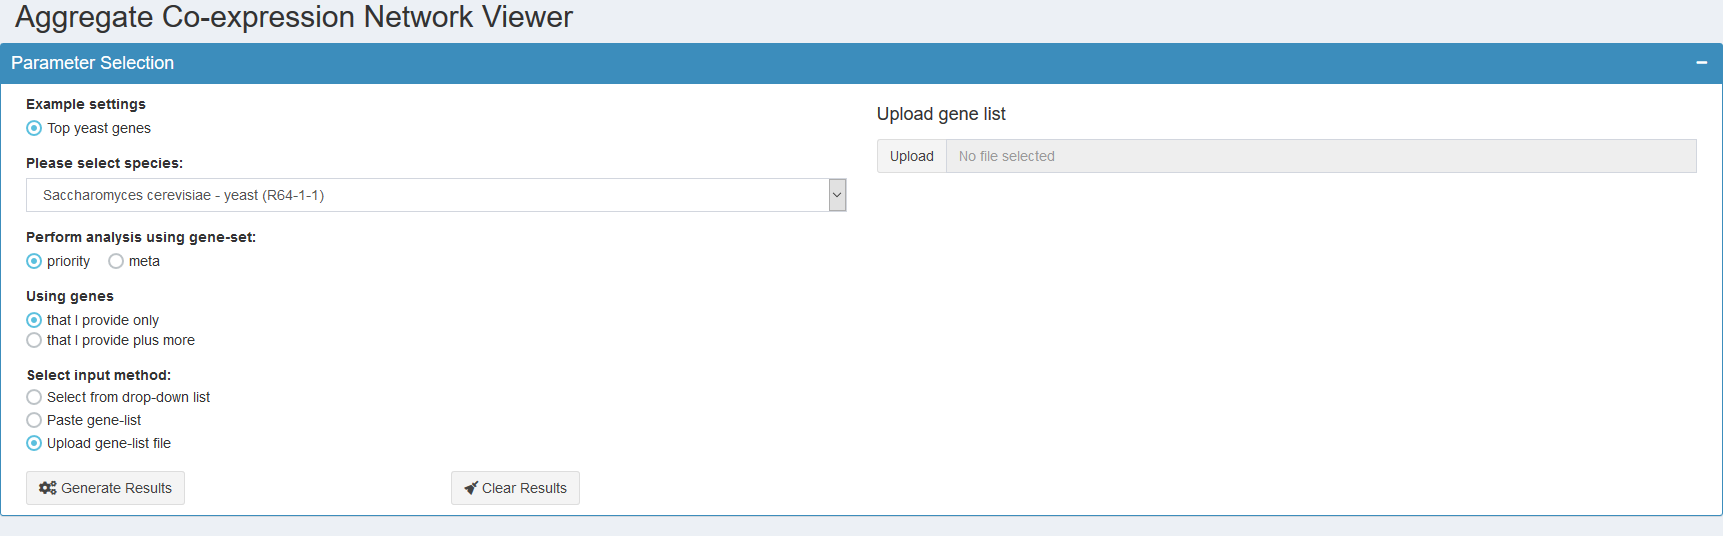 Aggregate Co-expression Network Viewer
Parameter Selection
Example settings
Top yeast genes
Please select species:
Saccharomyces cerevisiae - yeast (R64-1-1)
Perform analysis using gene-set:
priority meta
Using genes
that I provide only
that I provide plus more
Select input method:
Select from drop-down list
Paste gene-list
Upload gene-list file
Generate Results Clear Results
Upload gene list
Upload No file selected